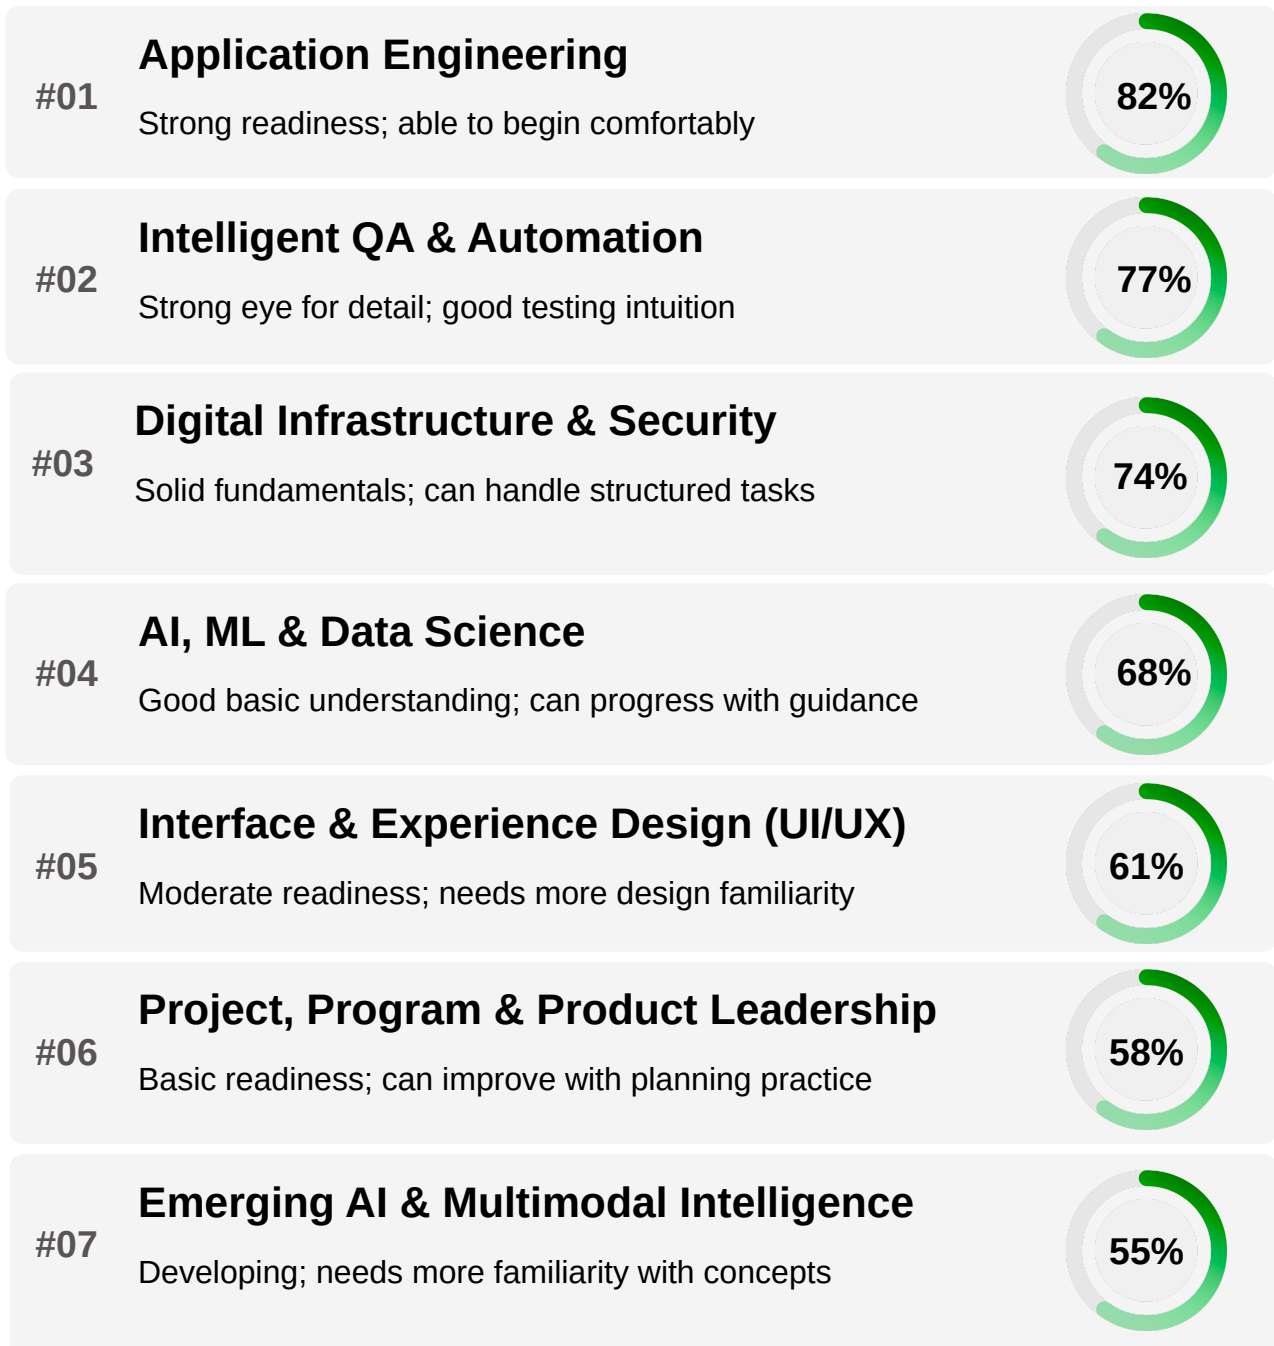 #01
Application Engineering
Strong readiness; able to begin comfortably
82%
#02
Intelligent QA & Automation
Strong eye for detail; good testing intuition
77%
#03
Digital Infrastructure & Security
Solid fundamentals; can handle structured tasks
74%
#04
AI, ML & Data Science
Good basic understanding; can progress with guidance
68%
#05
Interface & Experience Design (UI/UX)
Moderate readiness; needs more design familiarity
61%
#06
Project, Program & Product Leadership
Basic readiness; can improve with planning practice
58%
#07
Emerging AI & Multimodal Intelligence
Developing; needs more familiarity with concepts
55%